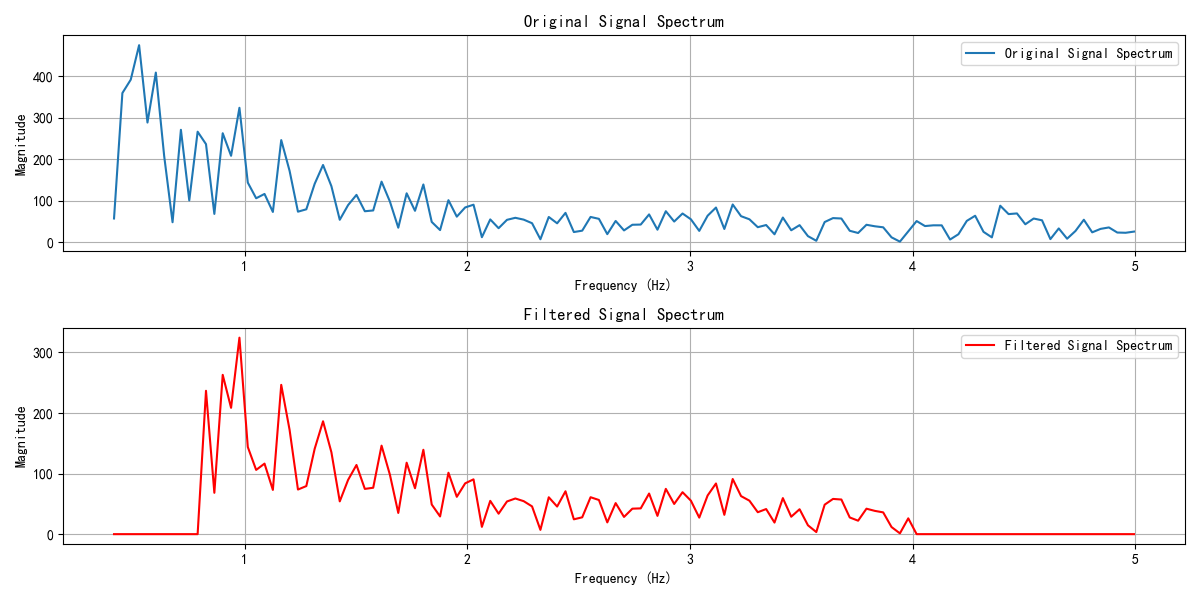 Original Signal Spectrum
Original Signal Spectrum
Magnitude
400
300
200
100
0
1 2 3 4 5
Frequency (Hz)
Filtered Signal Spectrum
Filtered Signal Spectrum
Magnitude
300
200
100
0
1 2 3 4 5
Frequency (Hz)